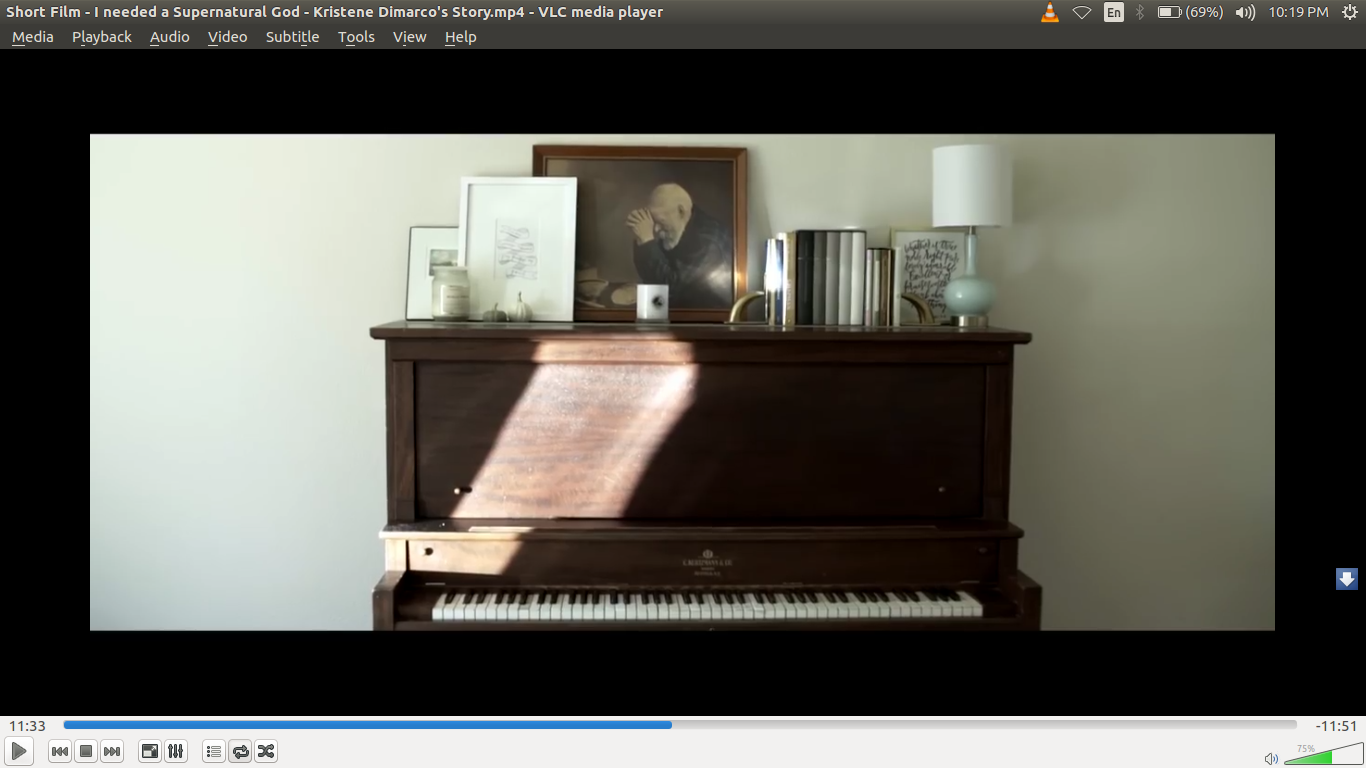 Short Film - I needed a Supernatural God - Kristene Dimarco's Story.mp4 - VLC media player
En
(69%)
10:19 PM
Media Playback Audio Video Subtitle Tools View Help
11:33
-11:51
75%